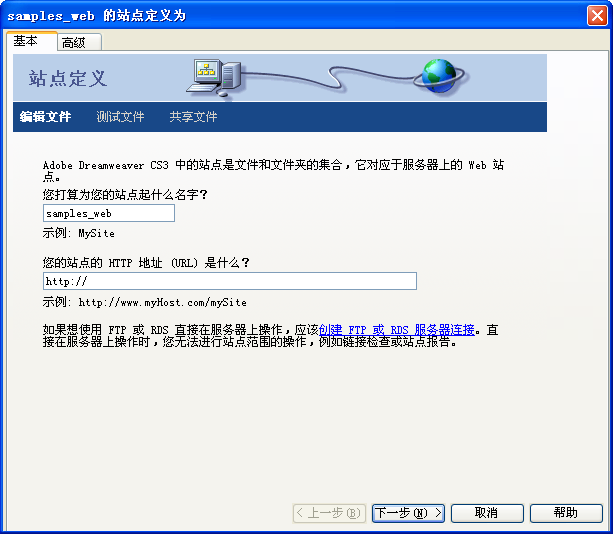 samples_web 的站点定义为
基本 高级
站点定义
编辑文件 测试文件 共享文件
Adobe Dreamweaver CS3 中的站点是文件和文件夹的集合，它对应于服务器上的 Web 站
点。
您打算为您的站点起什么名字？
samples_web
示例: MySite
您的站点的 HTTP 地址 (URL) 是什么？
http://
示例: http://www.myHost.com/mySite
如果想使用 FTP 或 RDS 直接在服务器上操作，应该创建 FTP 或 RDS 服务器连接。直
接在服务器上操作时，您无法进行站点范围的操作，例如链接检查或站点报告。
< 上一步(B) 下一步(N) > 取消 帮助